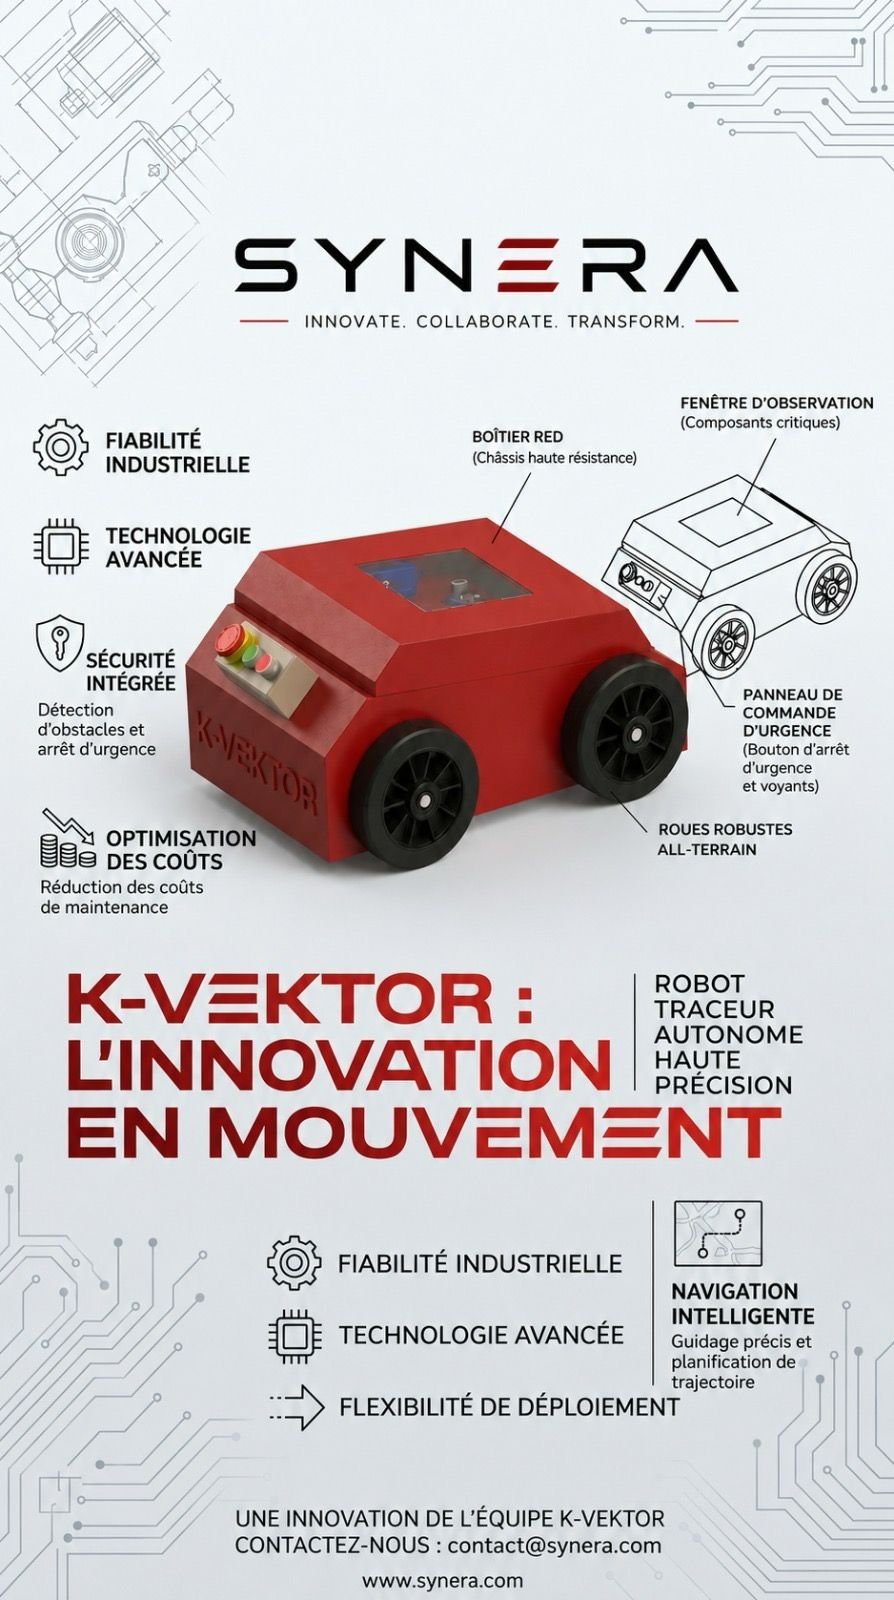 SYNERA
INNOVATE. COLLABORATE. TRANSFORM.
FIABILITÉ
INDUSTRIELLE
TECHNOLOGIE
AVANCÉE
SÉCURITÉ
INTÉGRÉE
Détection
d'obstacles et
arrêt d'urgence
OPTIMISATION
DES COÛTS
Réduction des coûts
de maintenance
BOÎTIER RED
(Châssis haute résistance)
FENÊTRE D'OBSERVATION
(Composants critiques)
K-VEKTOR
PANNEAU DE
COMMANDE
D'URGENCE
(Bouton d'arrêt
d'urgence
et voyants)
ROUES ROBUSTES
ALL-TERRAIN
K-VEKTOR :
L'INNOVATION
EN MOUVEMENT
ROBOT
TRACEUR
AUTONOME
HAUTE
PRÉCISION
FIABILITÉ INDUSTRIELLE
TECHNOLOGIE AVANCÉE
FLEXIBILITÉ DE DÉPLOIEMENT
NAVIGATION
INTELLIGENTE
Guidage précis et
planification de
trajectoire
UNE INNOVATION DE L'ÉQUIPE K-VEKTOR
CONTACTEZ-NOUS : contact@synera.com
www.synera.com